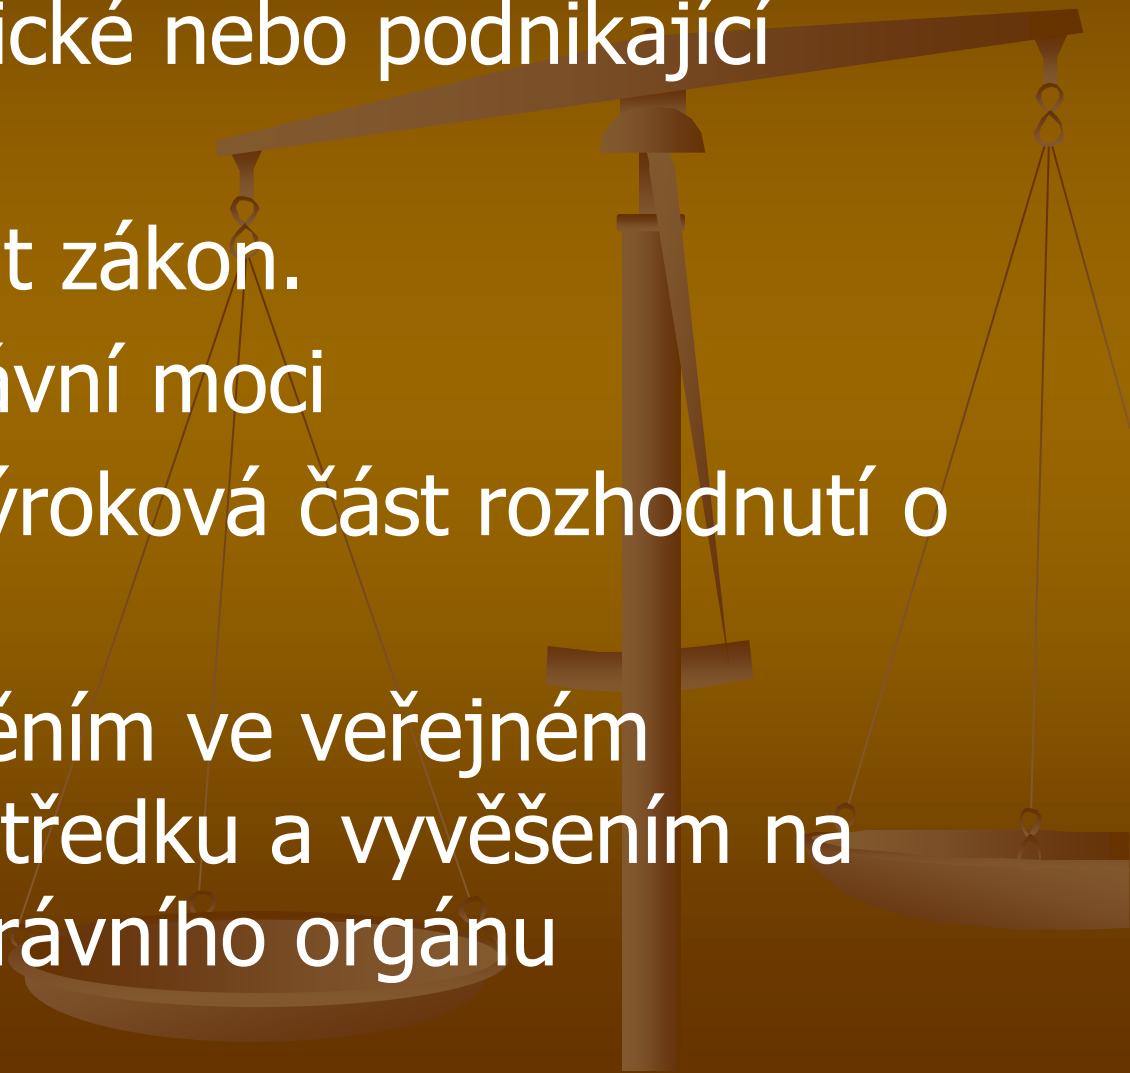 ické nebo podnikající
t zákon.
ávní moci
ýroková část rozhodnutí o
ěním ve veřejném
tředku a vyvěšením na
rávního orgánu